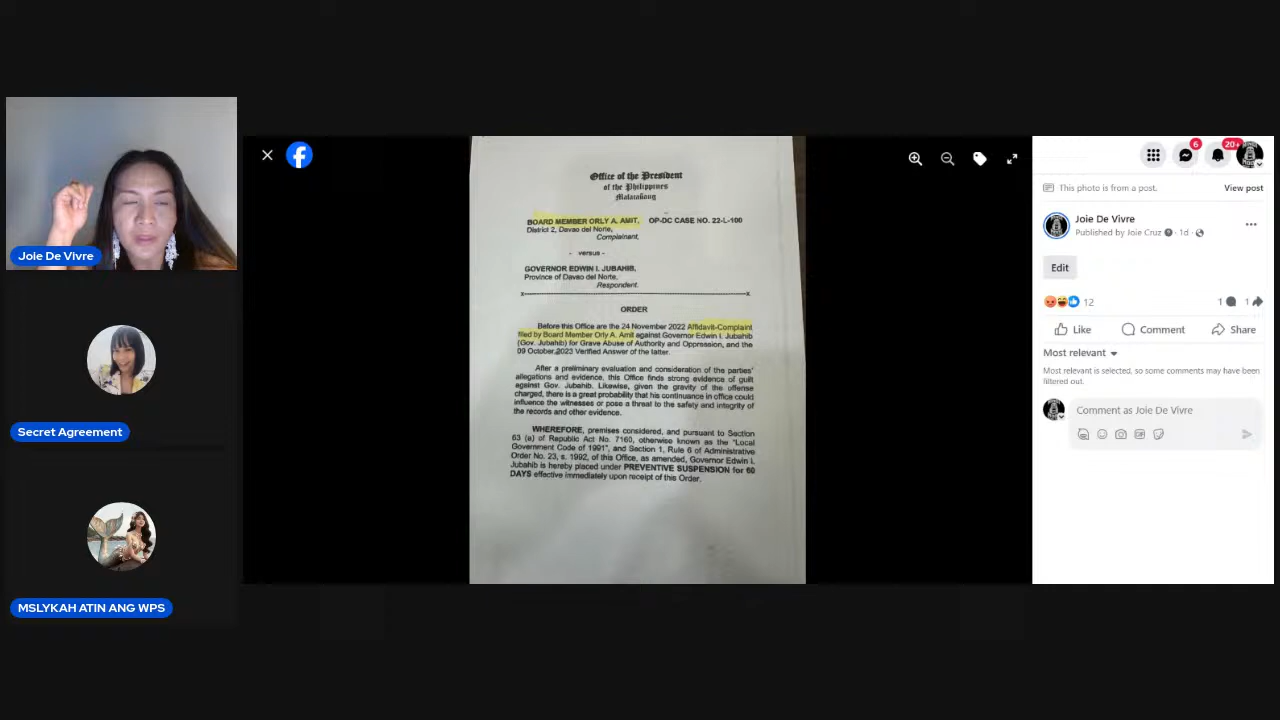 Joie De Vivre
Secret Agreement
MSLYKAH ATIN ANG WPS
Office of the President
of the Philippines
Malacañang
BOARD MEMBER ORLY A. AMIT, OP-DC CASE NO. 22-L-100
District 2, Davao del Norte,
Complainant,
- versus -
GOVERNOR EDWIN I. JUBAHIB,
Province of Davao del Norte,
Respondent.
x-----------------------------------------------------------x
ORDER
Before this Office are the 24 November 2022 Affidavit-Complaint
filed by Board Member Orly A. Amit against Governor Edwin I. Jubahib
(Gov. Jubahib) for Grave Abuse of Authority and Oppression, and the
09 October 2023 Verified Answer of the latter.
After a preliminary evaluation and consideration of the parties'
allegations and evidence, this Office finds strong evidence of guilt
against Gov. Jubahib. Likewise, given the gravity of the offense
charged, there is a great probability that his continuance in office could
influence the witnesses or pose a threat to the safety and integrity of
the records and other evidence.
WHEREFORE, premises considered, and pursuant to Section
63 (a) of Republic Act No. 7160, otherwise known as the "Local
Government Code of 1991", and Section 1, Rule 6 of Administrative
Order No. 23, s. 1992, of this Office, as amended, Governor Edwin I.
Jubahib is hereby placed under PREVENTIVE SUSPENSION for 60
DAYS effective immediately upon receipt of this Order.
6
20+
This photo is from a post. View post
Joie De Vivre
Published by Joie Cruz · 1d ·
Edit
12 1 1
Like Comment Share
Most relevant
Most relevant is selected, so some comments may have been
filtered out.
Comment as Joie De Vivre
GIF